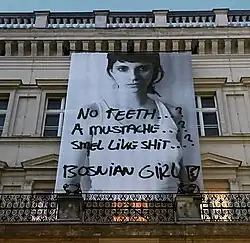 NO TEETH...?
A MUSTACHE...?
SMEL LIKE SHIT...?
BOSNIAN GIRL!